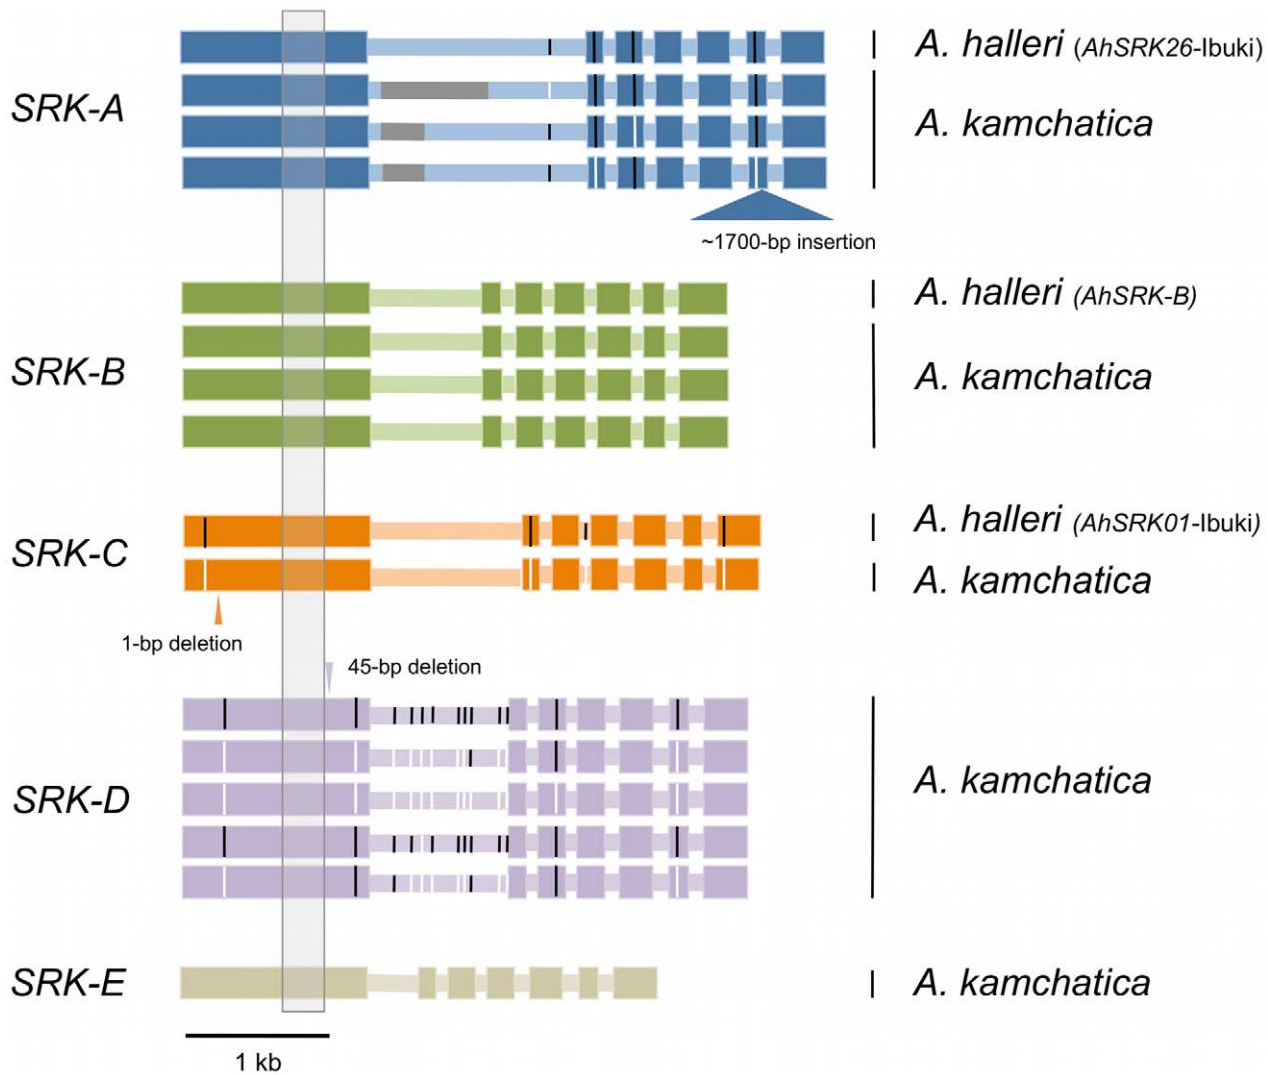 A. halleri (AhSRK26-Ibuki)
SRK-A
A. kamchatica
~1700-bp insertion
A. halleri (AhSRK-B)
SRK-B
A. kamchatica
A. halleri (AhSRK01-Ibuki)
SRK-C
A. kamchatica
1-bp deletion
45-bp deletion
A. kamchatica
SRK-D
SRK-E
A. kamchatica
1 kb